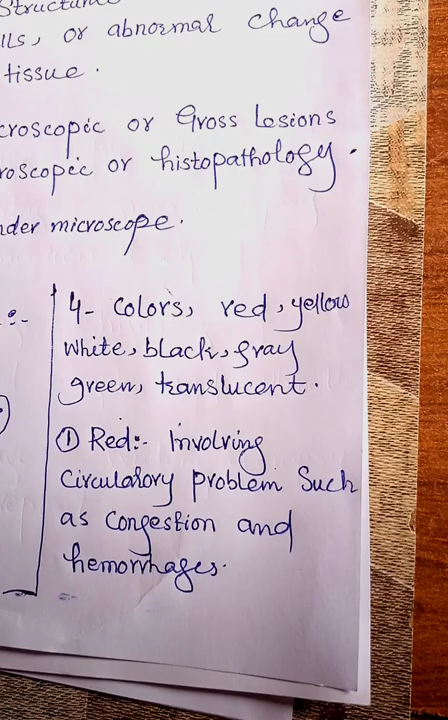 Structure
lls, or abnormal change
tissue.
croscopic or Gross Lesions
roscopic or histopathology.
nder microscope.
:-
4- Colors, red, yellow
white, black, gray
green, translucent.
① Red:- Involving
Circulatory problem Such
as Congestion and
hemorrhages.